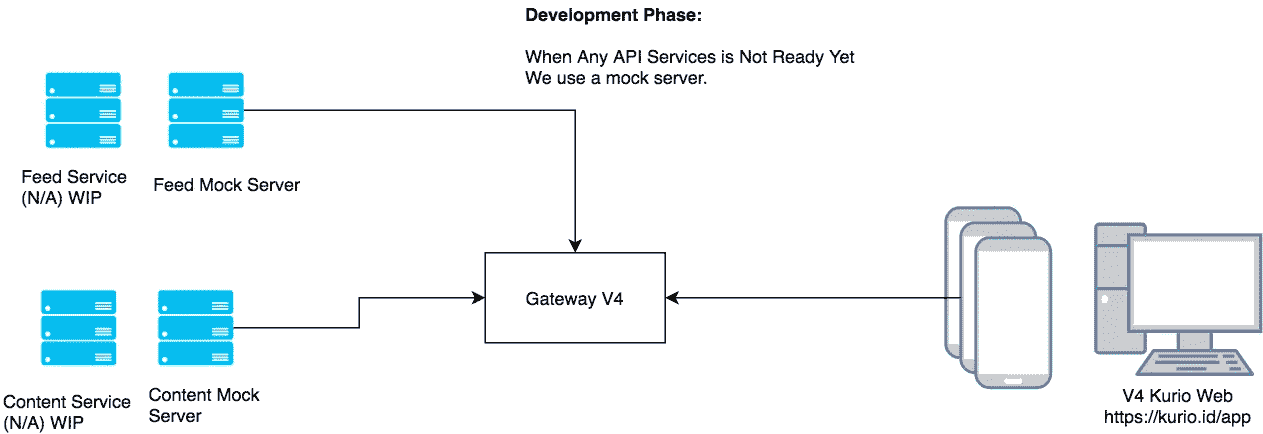 Development Phase:
When Any API Services is Not Ready Yet
We use a mock server.
Feed Service
(N/A) WIP
Feed Mock Server
Gateway V4
Content Service
(N/A) WIP
Content Mock
Server
V4 Kurio Web
https://kurio.id/app